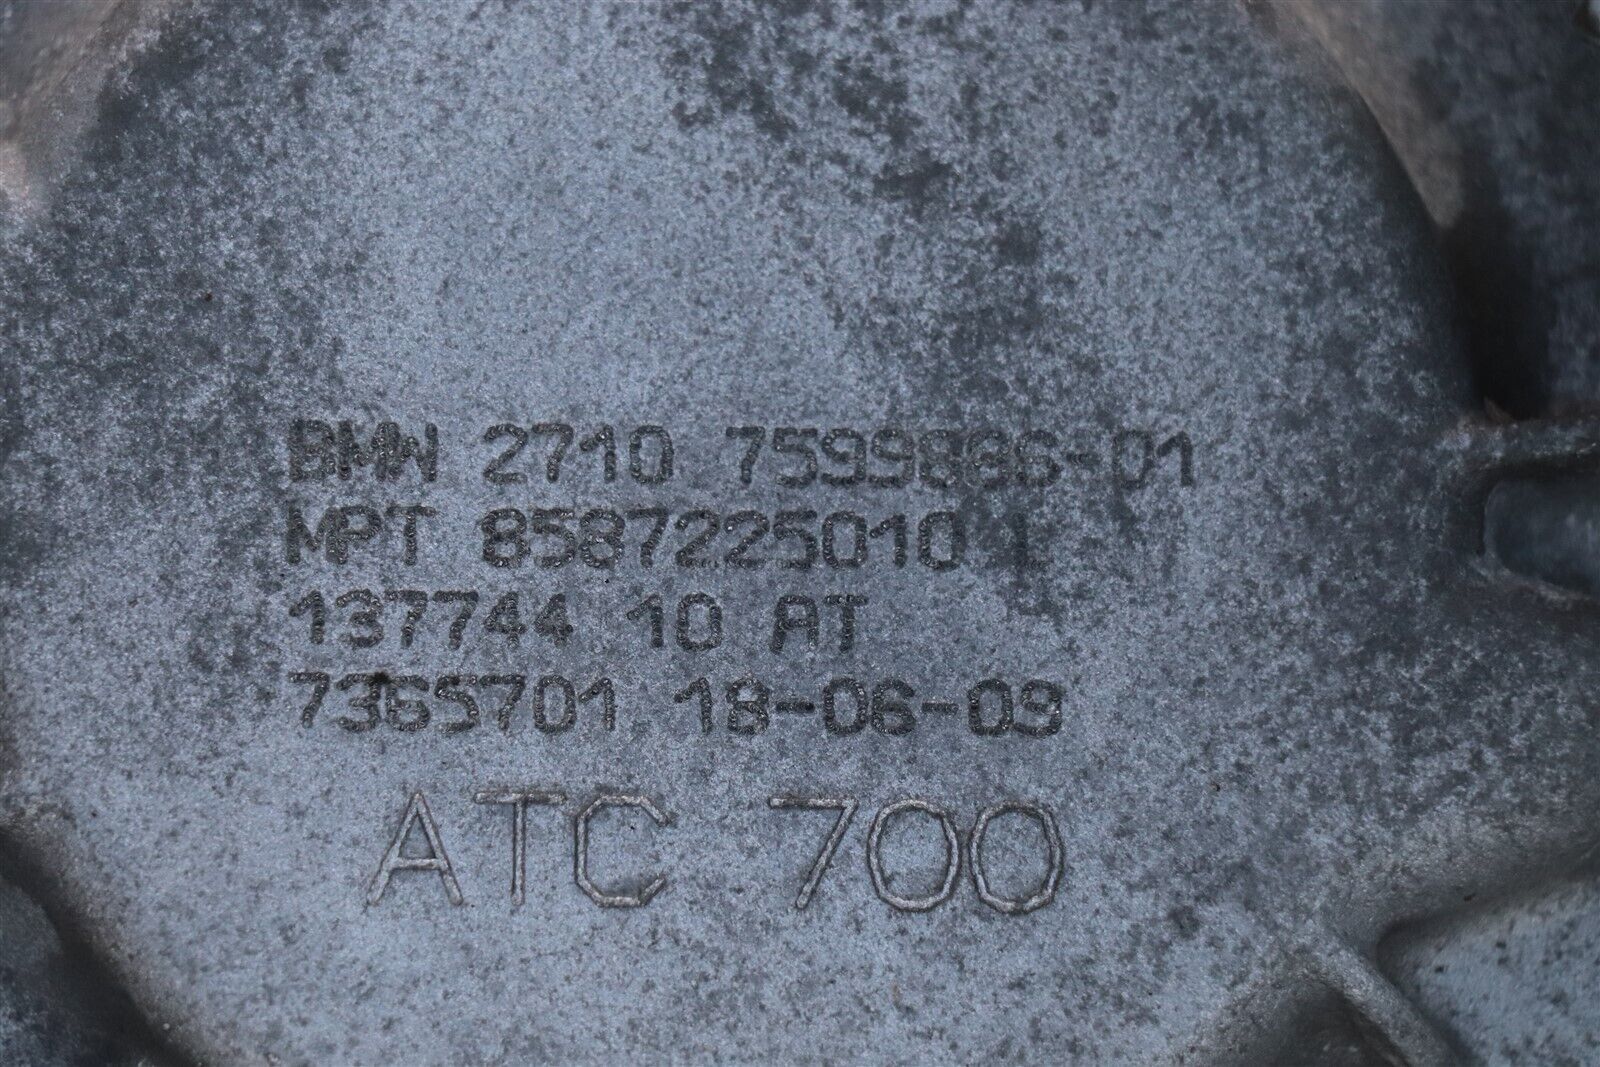 BMW 2710 7599886-01
MPT 8587225010 L
137744 10 AT
7365701 18-06-09
ATC 700